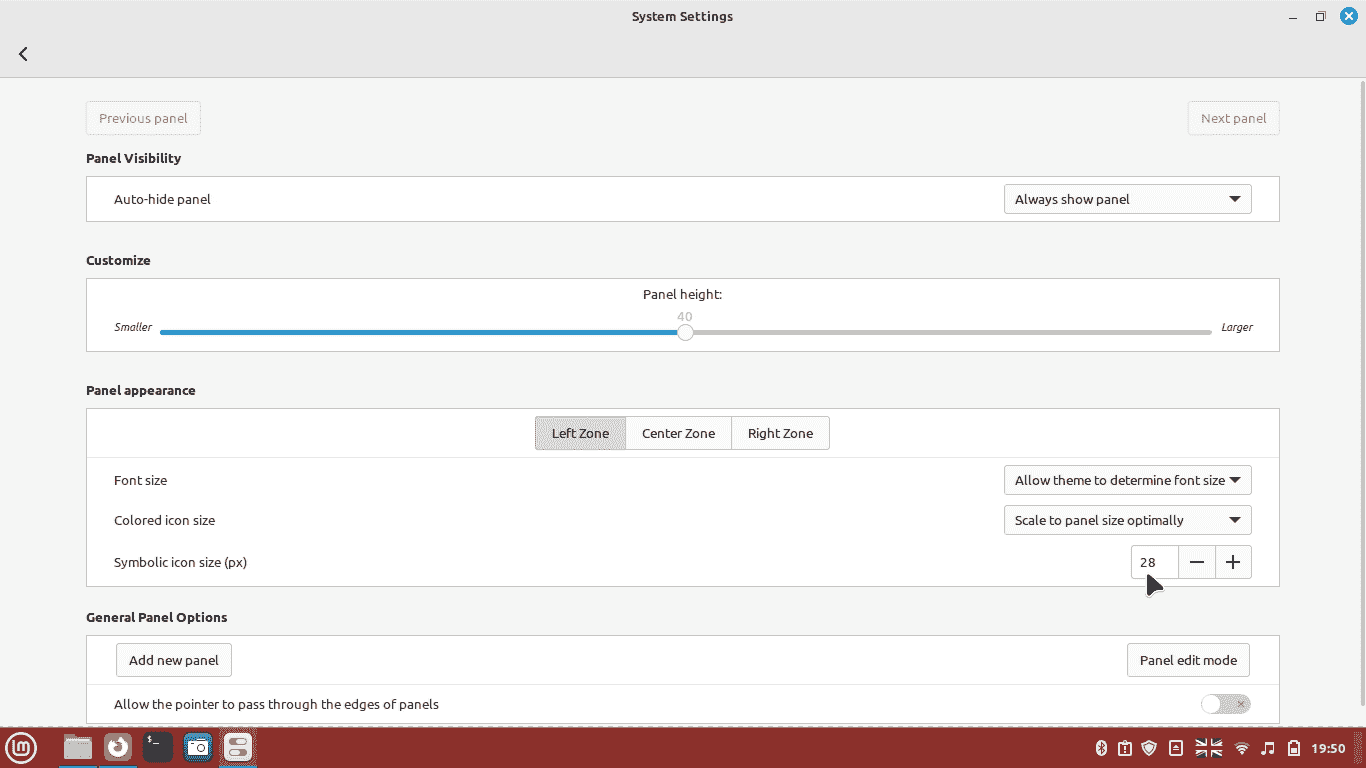 System Settings
Previous panel
Next panel
Panel Visibility
Auto-hide panel
Always show panel
Customize
Panel height:
40
Smaller
Larger
Panel appearance
Left Zone
Center Zone
Right Zone
Font size
Allow theme to determine font size
Colored icon size
Scale to panel size optimally
Symbolic icon size (px)
28
General Panel Options
Add new panel
Panel edit mode
Allow the pointer to pass through the edges of panels
19:50